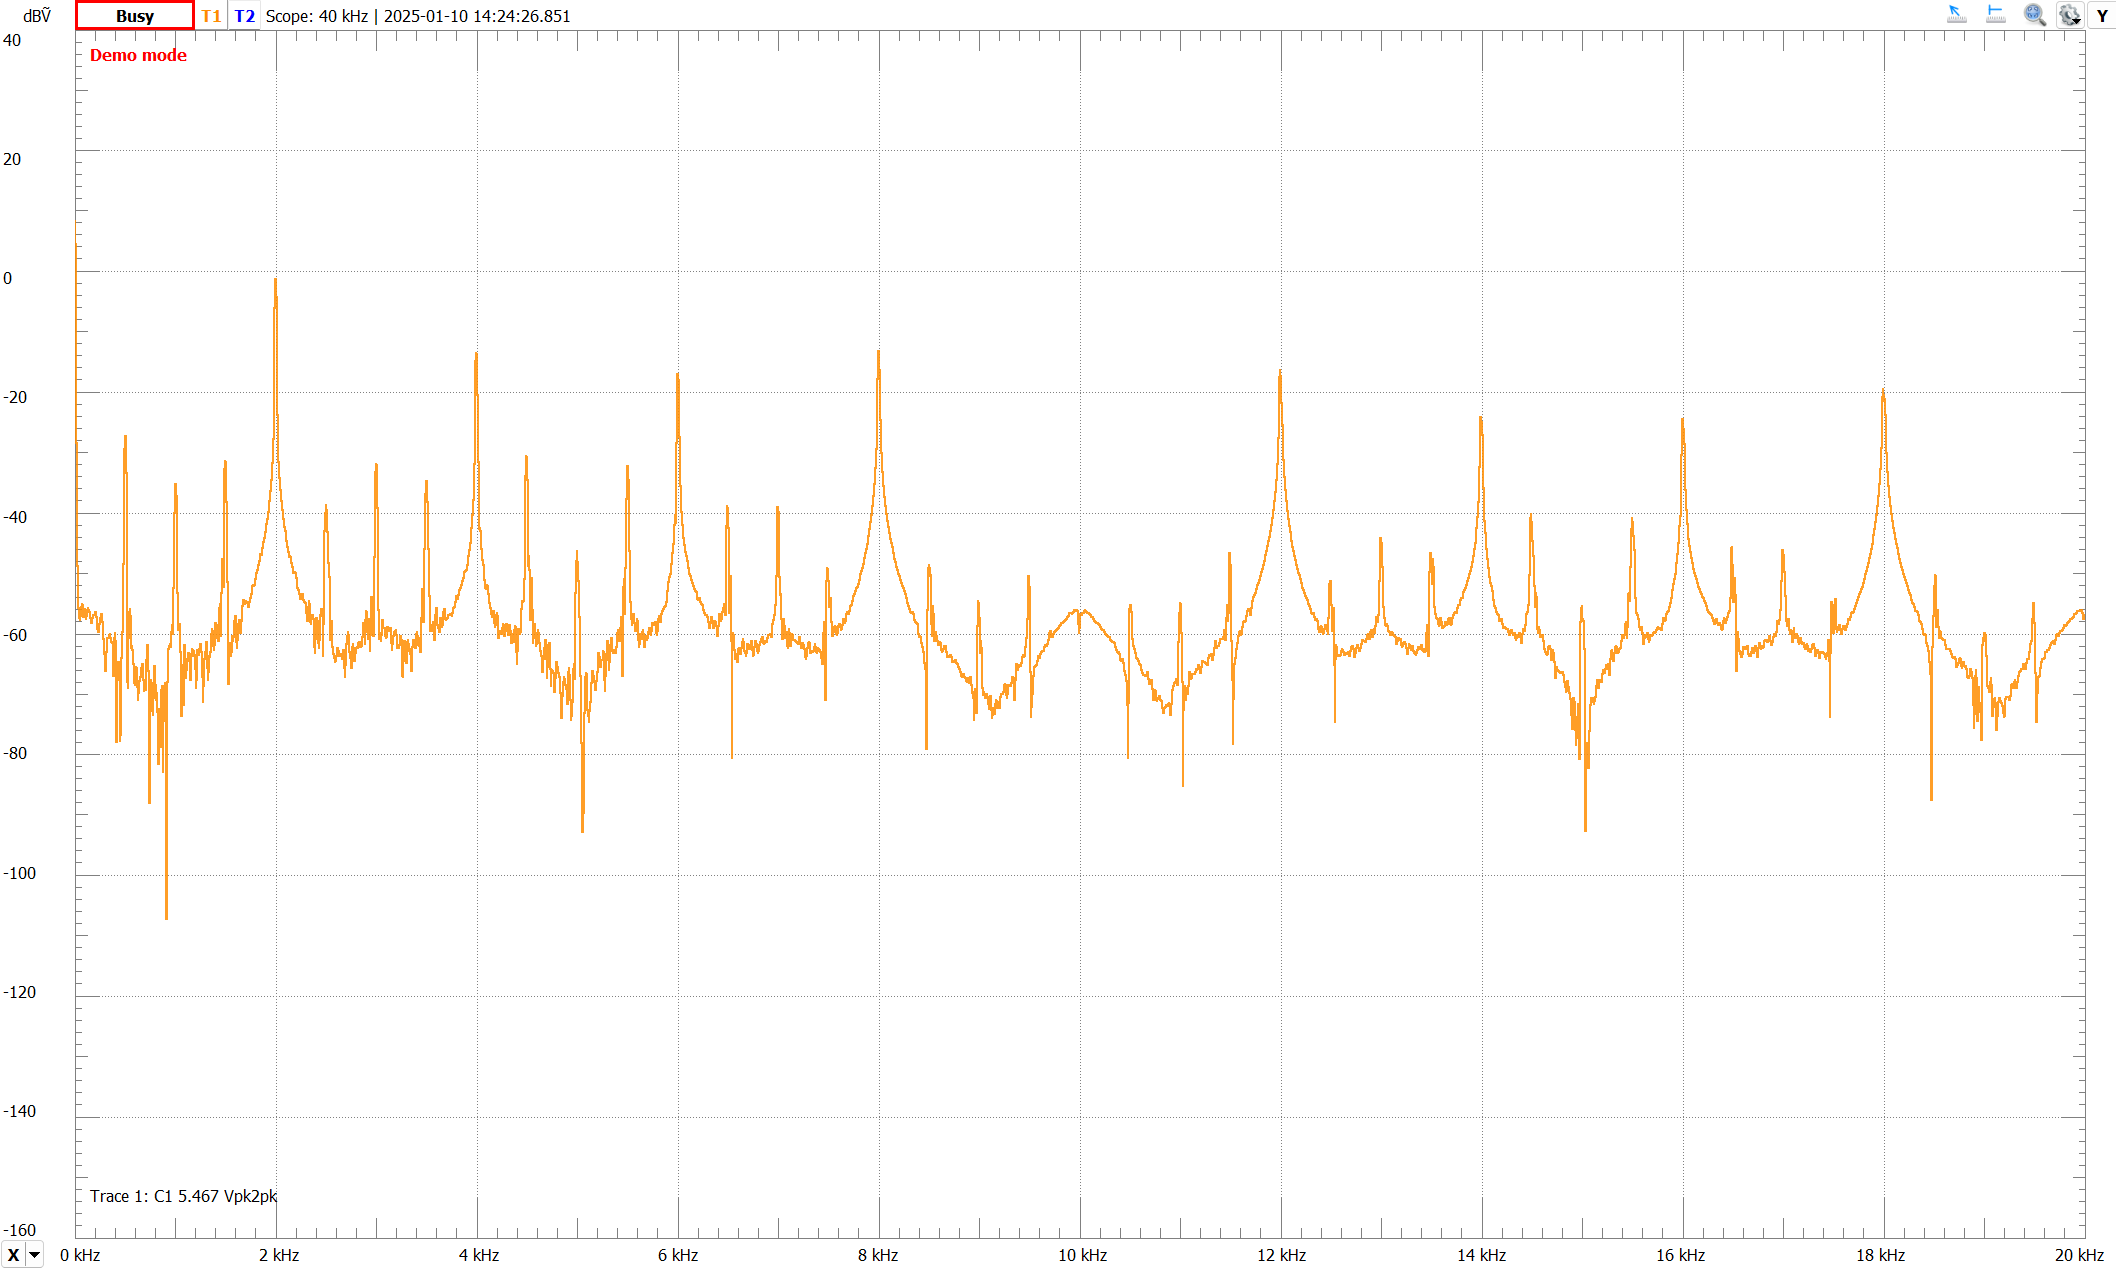 dBṼ
Busy T1 T2 Scope: 40 kHz | 2025-01-10 14:24:26.851 Y
Demo mode
40
20
0
-20
-40
-60
-80
-100
-120
-140
-160
Trace 1: C1 5.467 Vpk2pk
X 0 kHz 2 kHz 4 kHz 6 kHz 8 kHz 10 kHz 12 kHz 14 kHz 16 kHz 18 kHz 20 kHz